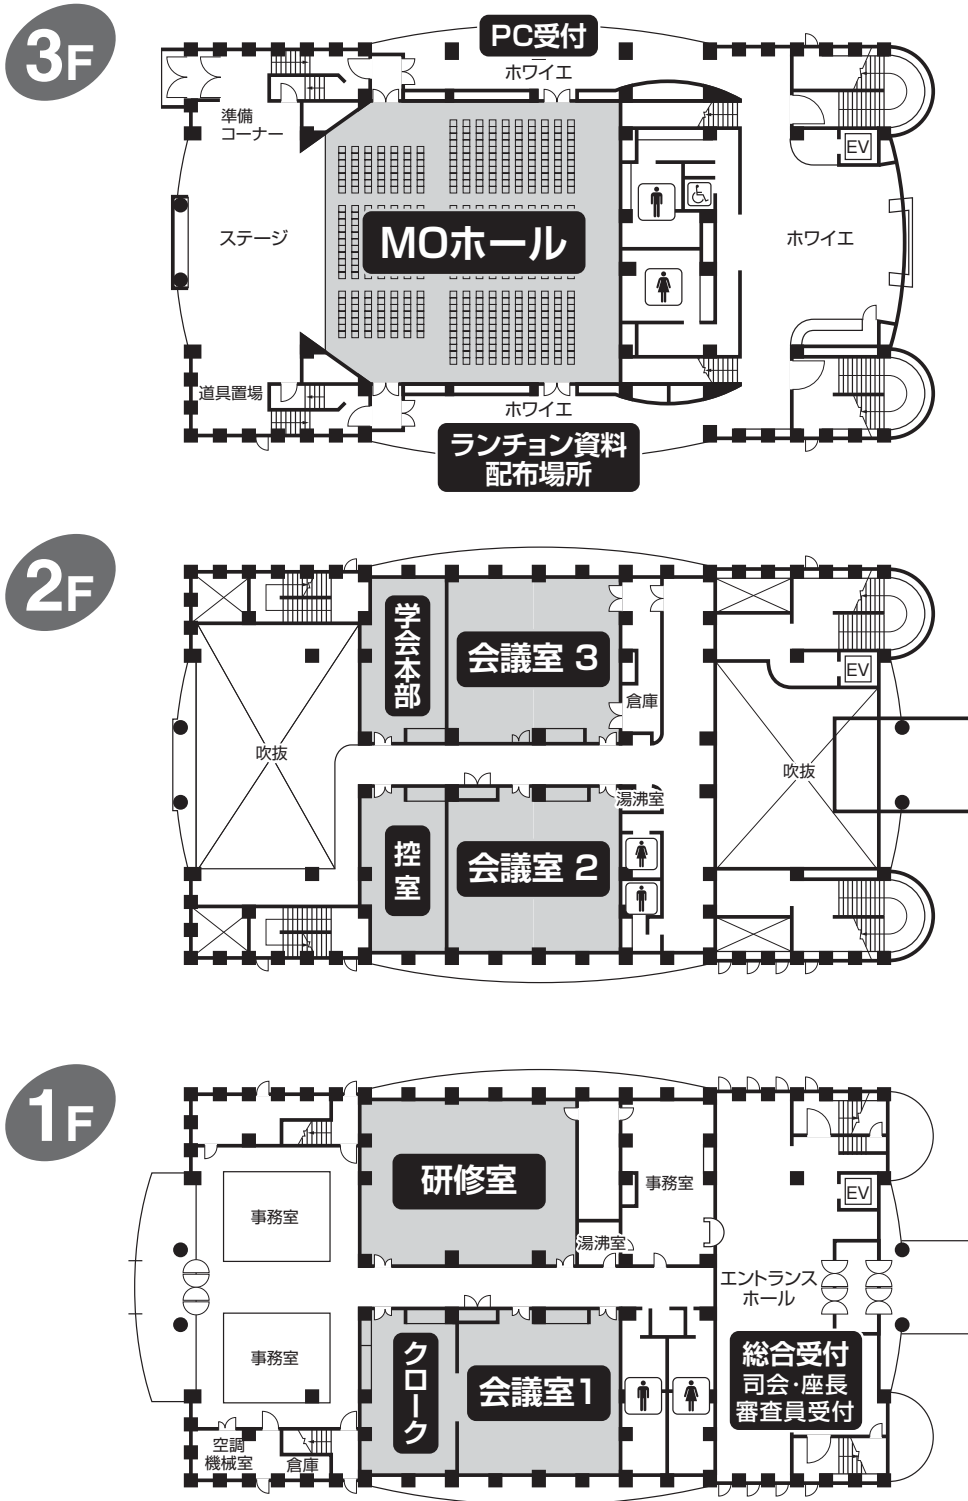 3F
PC受付
ホワイエ
準備
コーナー
EV
ステージ
MOホール
ホワイエ
道具置場
ホワイエ
ランチョン資料
配布場所
2F
学会本部
会議室 3
倉庫
EV
吹抜
吹抜
湯沸室
控室
会議室 2
1F
研修室
事務室
EV
事務室
湯沸室
エントランス
ホール
事務室
クローク
会議室1
総合受付
司会・座長
審査員受付
空調
機械室
倉庫